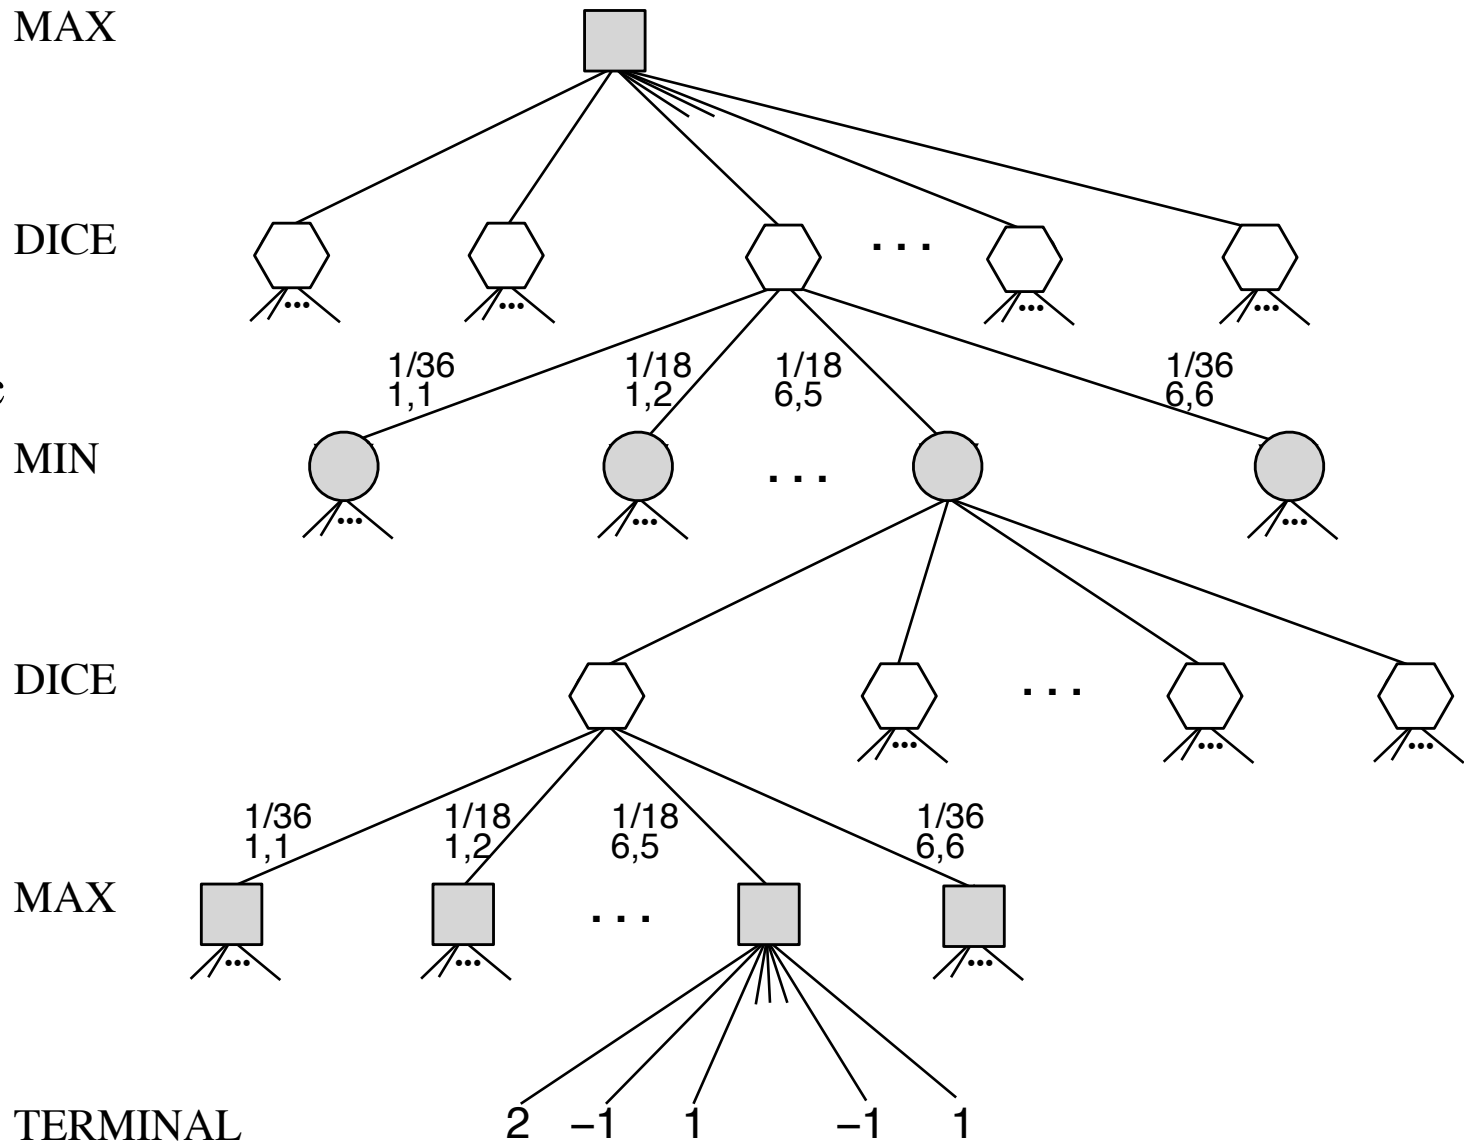 MAX
DICE
...
... ... ... ...
1/36 1/18 1/18 1/36
1,1 1,2 6,5 6,6
MIN
...
... ... ...
DICE
...
... ... ...
1/36 1/18 1/18 1/36
1,1 1,2 6,5 6,6
MAX
...
... ... ...
TERMINAL 2 –1 1 –1 1